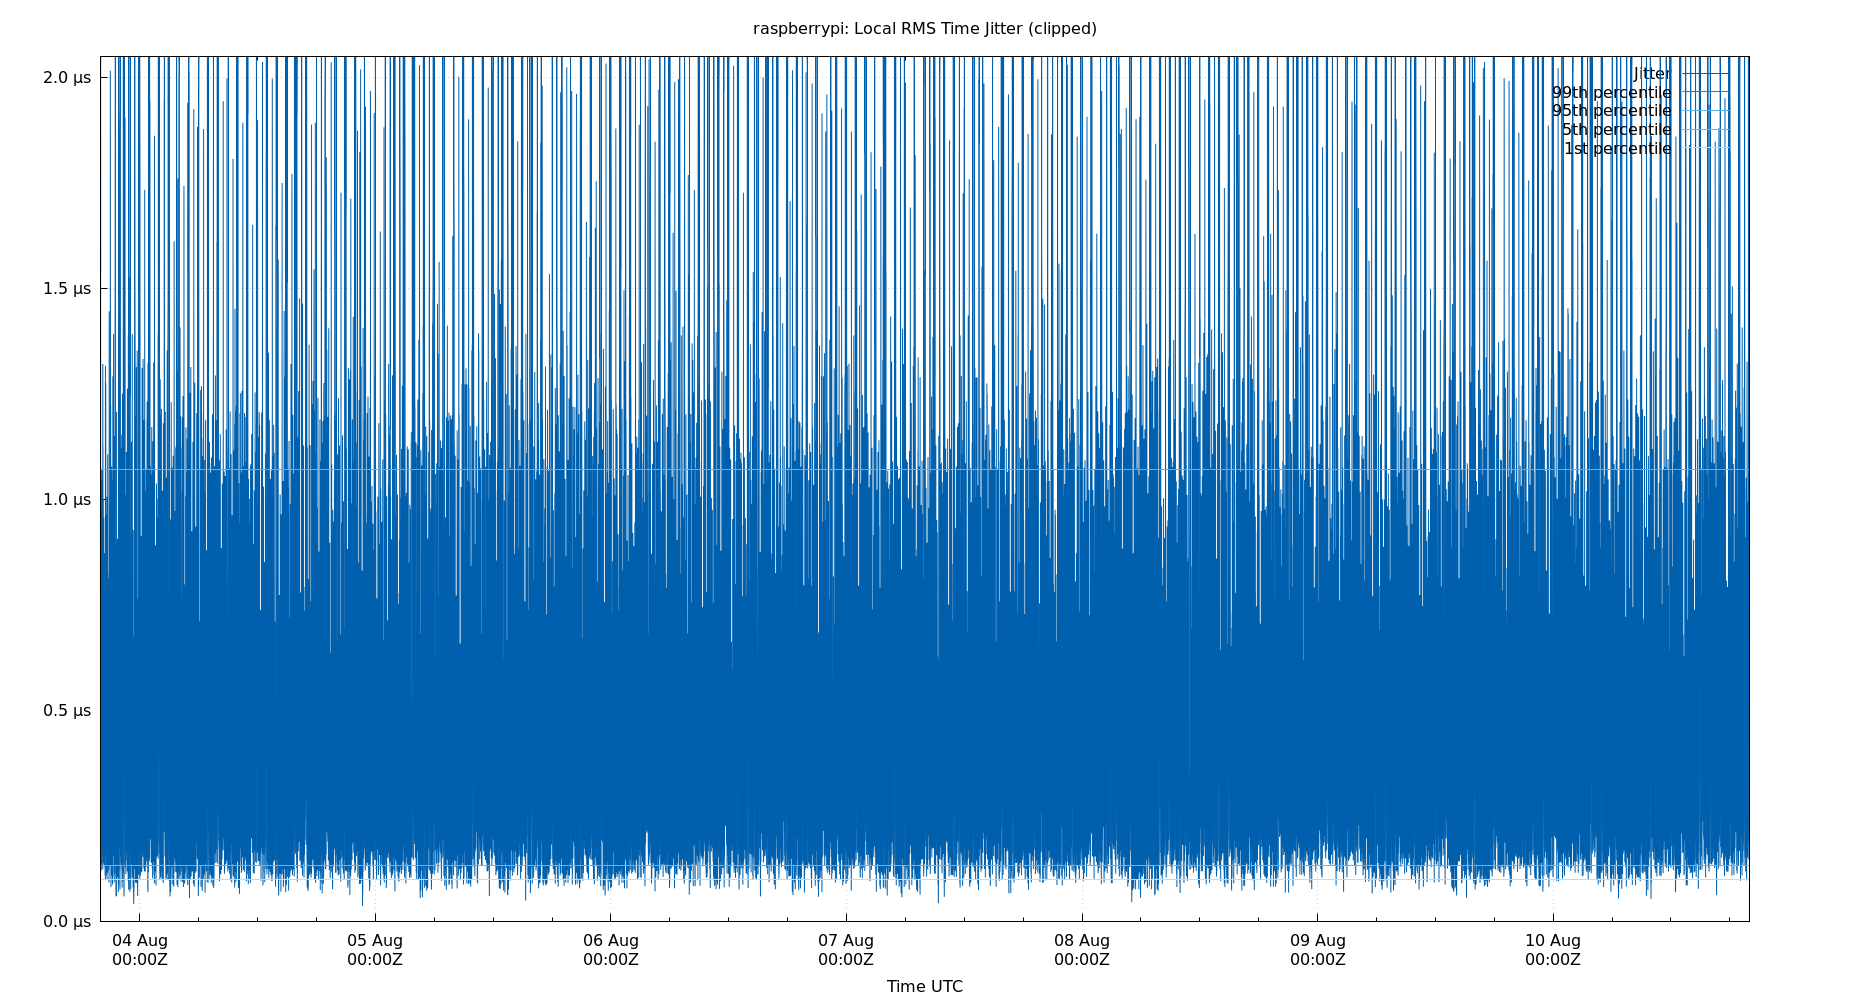 raspberrypi: Local RMS Time Jitter (clipped)
2.0 µs
1.5 µs
1.0 µs
0.5 µs
0.0 µs
Jitter
99th percentile
95th percentile
5th percentile
1st percentile
04 Aug
00:00Z
05 Aug
00:00Z
06 Aug
00:00Z
07 Aug
00:00Z
08 Aug
00:00Z
09 Aug
00:00Z
10 Aug
00:00Z
Time UTC